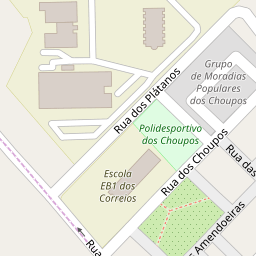 Grupo
de Moradias
Populares
dos Choupos
Rua dos Plátanos
Polidesportivo
dos Choupos
Rua dos Choupos
Rua das
Escola
EB1 dos
Correios
Amendoeiras
Rua